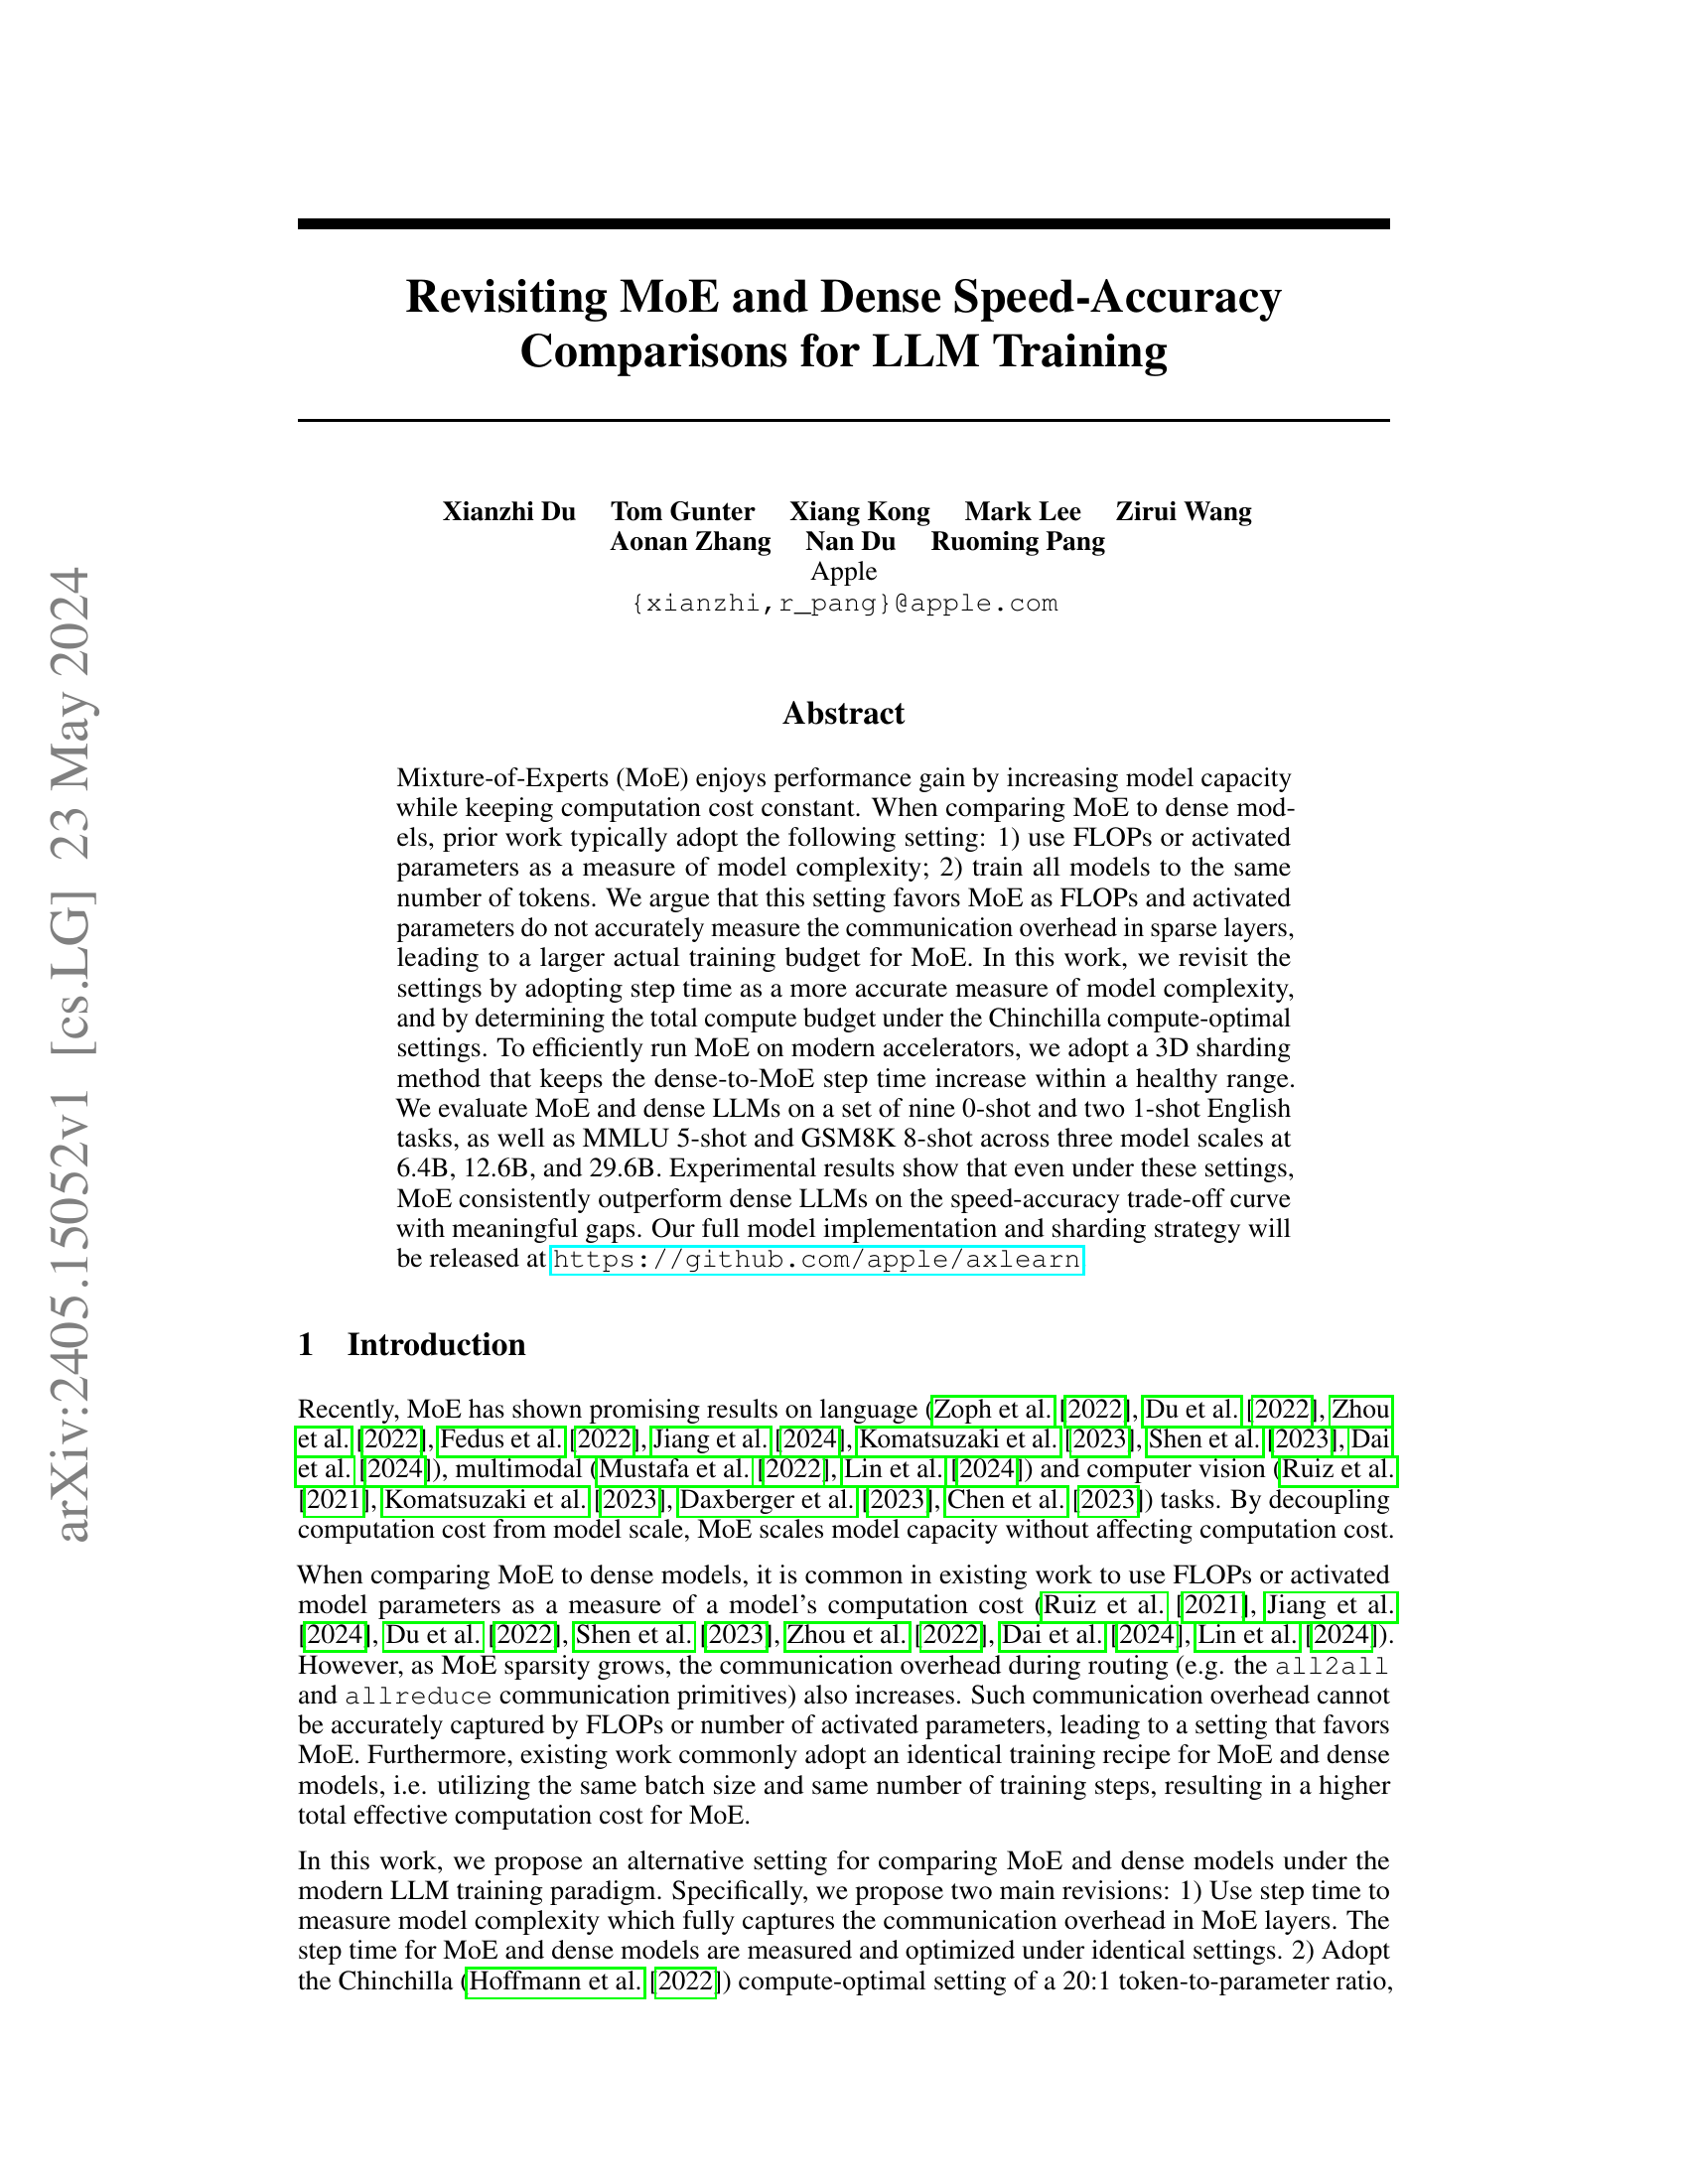 arXiv:2405.15052v1 [cs.LG] 23 May 2024
Revisiting MoE and Dense Speed-Accuracy
Comparisons for LLM Training
Xianzhi Du Tom Gunter Xiang Kong Mark Lee Zirui Wang
Aonan Zhang Nan Du Ruoming Pang
Apple
{xianzhi,r_pang}@apple.com
Abstract
Mixture-of-Experts (MoE) enjoys performance gain by increasing model capacity
while keeping computation cost constant. When comparing MoE to dense mod-
els, prior work typically adopt the following setting: 1) use FLOPs or activated
parameters as a measure of model complexity; 2) train all models to the same
number of tokens. We argue that this setting favors MoE as FLOPs and activated
parameters do not accurately measure the communication overhead in sparse layers,
leading to a larger actual training budget for MoE. In this work, we revisit the
settings by adopting step time as a more accurate measure of model complexity,
and by determining the total compute budget under the Chinchilla compute-optimal
settings. To efficiently run MoE on modern accelerators, we adopt a 3D sharding
method that keeps the dense-to-MoE step time increase within a healthy range.
We evaluate MoE and dense LLMs on a set of nine 0-shot and two 1-shot English
tasks, as well as MMLU 5-shot and GSM8K 8-shot across three model scales at
6.4B, 12.6B, and 29.6B. Experimental results show that even under these settings,
MoE consistently outperform dense LLMs on the speed-accuracy trade-off curve
with meaningful gaps. Our full model implementation and sharding strategy will
be released at https://github.com/apple/axlearn
1 Introduction
Recently, MoE has shown promising results on language (Zoph et al. [2022], Du et al. [2022], Zhou
et al. [2022], Fedus et al. [2022], Jiang et al. [2024], Komatsuzaki et al. [2023], Shen et al. [2023], Dai
et al. [2024]), multimodal (Mustafa et al. [2022], Lin et al. [2024]) and computer vision (Ruiz et al.
[2021], Komatsuzaki et al. [2023], Daxberger et al. [2023], Chen et al. [2023]) tasks. By decoupling
computation cost from model scale, MoE scales model capacity without affecting computation cost.
When comparing MoE to dense models, it is common in existing work to use FLOPs or activated
model parameters as a measure of a model's computation cost (Ruiz et al. [2021], Jiang et al.
[2024], Du et al. [2022], Shen et al. [2023], Zhou et al. [2022], Dai et al. [2024], Lin et al. [2024]).
However, as MoE sparsity grows, the communication overhead during routing (e.g. the all2all
and allreduce communication primitives) also increases. Such communication overhead cannot
be accurately captured by FLOPs or number of activated parameters, leading to a setting that favors
MoE. Furthermore, existing work commonly adopt an identical training recipe for MoE and dense
models, i.e. utilizing the same batch size and same number of training steps, resulting in a higher
total effective computation cost for MoE.
In this work, we propose an alternative setting for comparing MoE and dense models under the
modern LLM training paradigm. Specifically, we propose two main revisions: 1) Use step time to
measure model complexity which fully captures the communication overhead in MoE layers. The
step time for MoE and dense models are measured and optimized under identical settings. 2) Adopt
the Chinchilla (Hoffmann et al. [2022]) compute-optimal setting of a 20:1 token-to-parameter ratio,